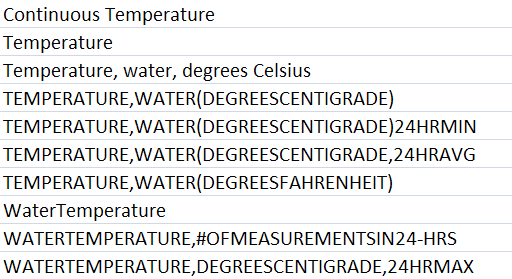 Continuous Temperature
Temperature
Temperature, water, degrees Celsius
TEMPERATURE,WATER(DEGREESCENTIGRADE)
TEMPERATURE,WATER(DEGREESCENTIGRADE)24HRMIN
TEMPERATURE,WATER(DEGREESCENTIGRADE,24HRAVG
TEMPERATURE,WATER(DEGREESFAHRENHEIT)
WaterTemperature
WATERTEMPERATURE,#OFMEASUREMENTSIN24-HRS
WATERTEMPERATURE,DEGREESCENTIGRADE,24HRMAX